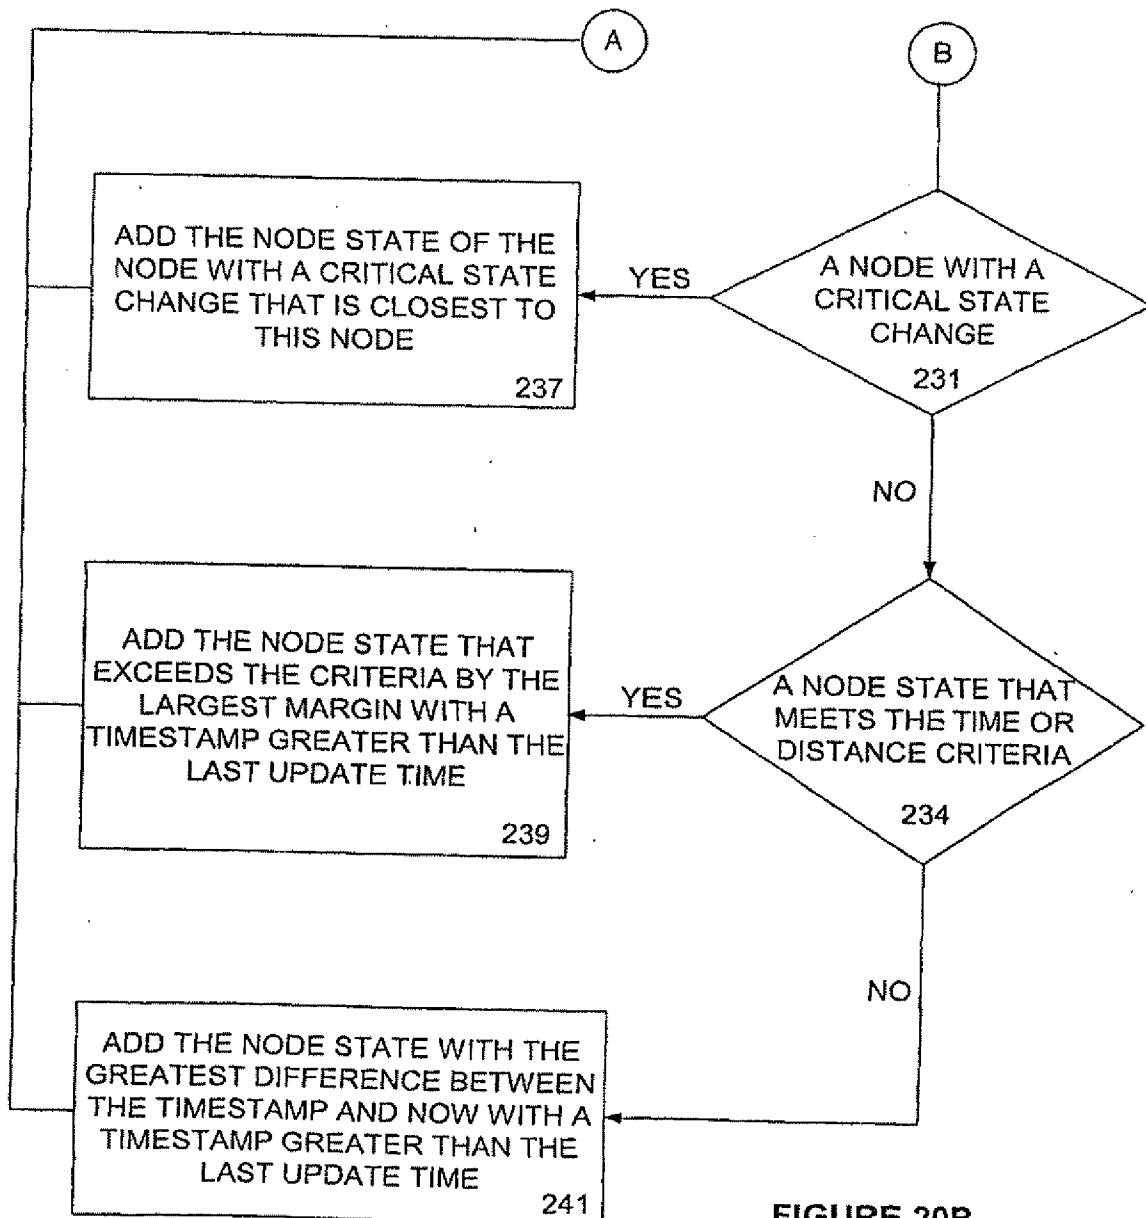 A
B
ADD THE NODE STATE OF THE
NODE WITH A CRITICAL STATE
CHANGE THAT IS CLOSEST TO
THIS NODE
237
YES
A NODE WITH A
CRITICAL STATE
CHANGE
231
NO
ADD THE NODE STATE THAT
EXCEEDS THE CRITERIA BY THE
LARGEST MARGIN WITH A
TIMESTAMP GREATER THAN THE
LAST UPDATE TIME
239
YES
A NODE STATE THAT
MEETS THE TIME OR
DISTANCE CRITERIA
234
NO
ADD THE NODE STATE WITH THE
GREATEST DIFFERENCE BETWEEN
THE TIMESTAMP AND NOW WITH A
TIMESTAMP GREATER THAN THE
LAST UPDATE TIME
241
FIGURE 20B